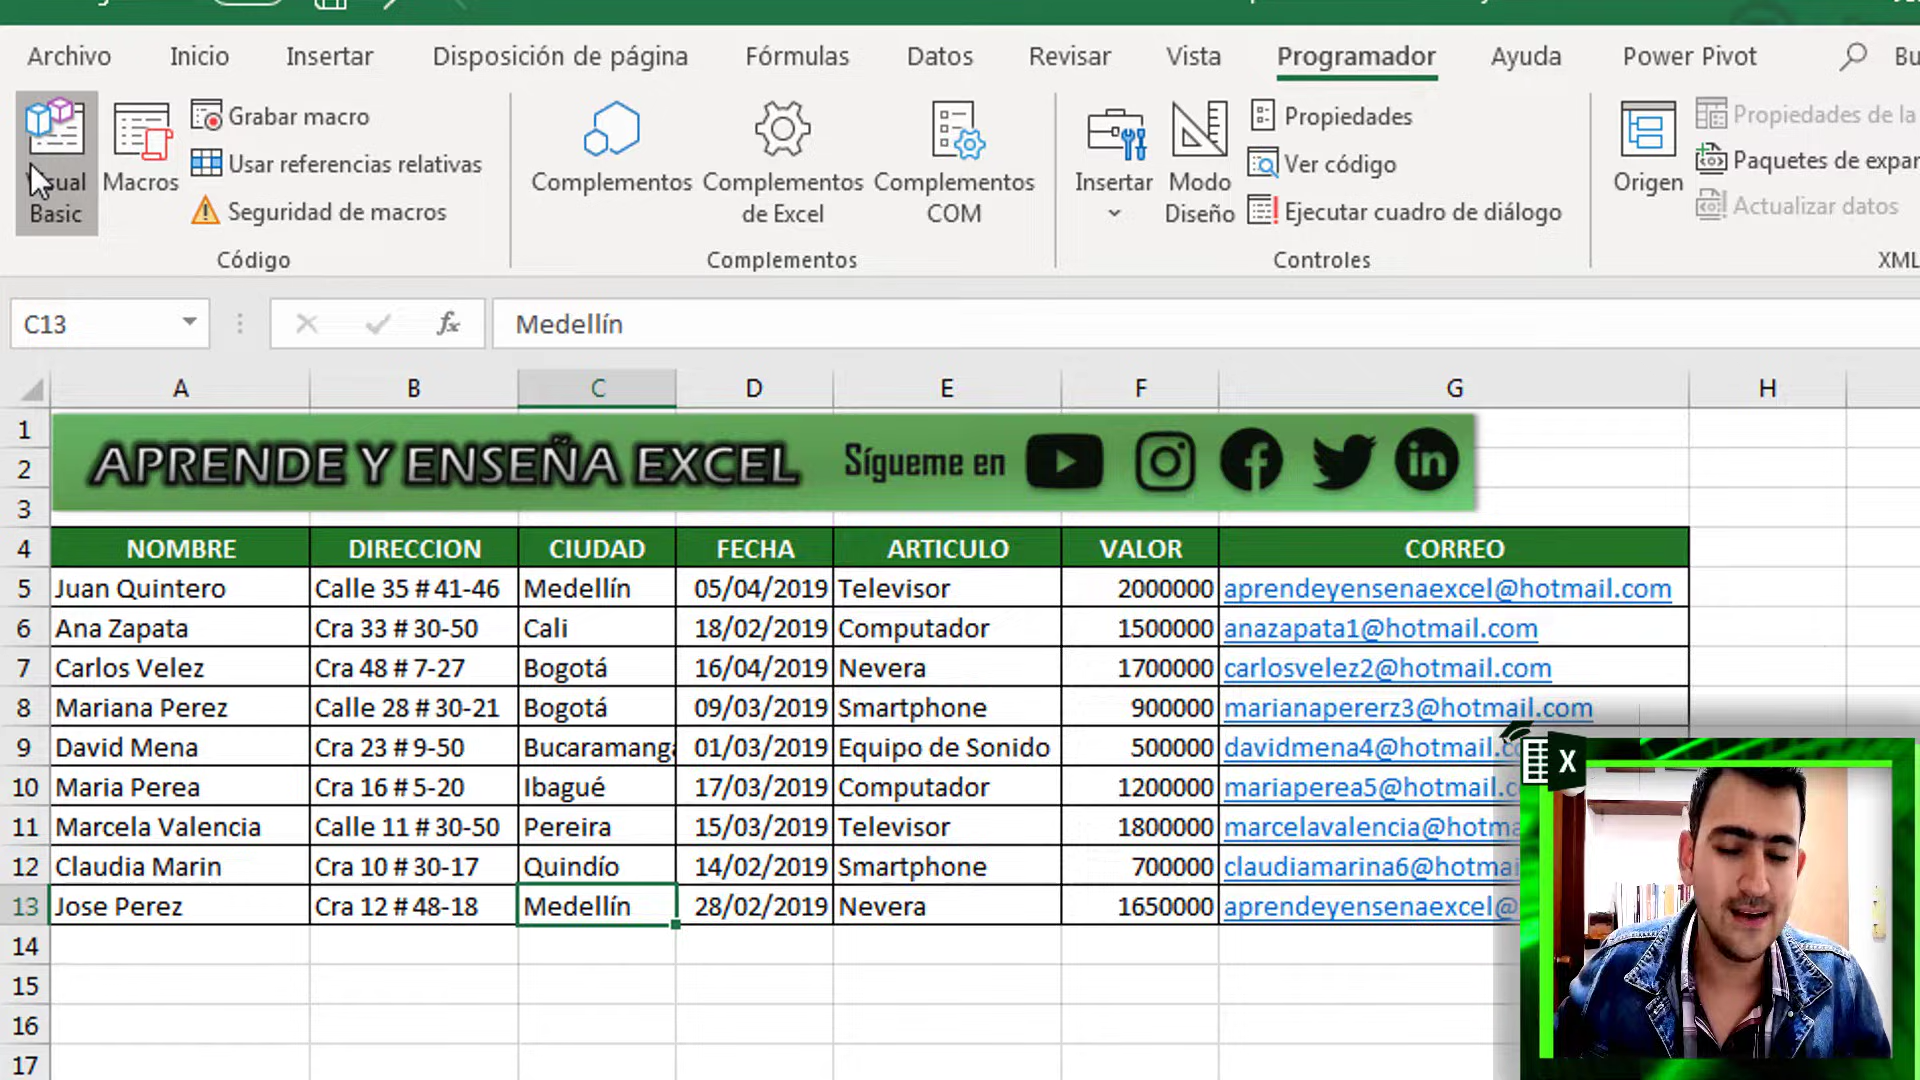 Archivo Inicio Insertar Disposición de página Fórmulas Datos Revisar Vista Programador Ayuda Power Pivot Bu
Visual Basic
Macros
Grabar macro
Usar referencias relativas
Seguridad de macros
Código
Complementos
Complementos de Excel
Complementos COM
Complementos
Insertar
Modo Diseño
Propiedades
Ver código
Ejecutar cuadro de diálogo
Controles
Origen
Propiedades de la
Paquetes de expan
Actualizar datos
XML
C13 fx Medellín
A B C D E F G H
1
2
3
APRENDE Y ENSEÑA EXCEL Sígueme en in
4 NOMBRE DIRECCION CIUDAD FECHA ARTICULO VALOR CORREO
5 Juan Quintero Calle 35 # 41-46 Medellín 05/04/2019 Televisor 2000000 aprendeyensenaexcel@hotmail.com
6 Ana Zapata Cra 33 # 30-50 Cali 18/02/2019 Computador 1500000 anazapata1@hotmail.com
7 Carlos Velez Cra 48 # 7-27 Bogotá 16/04/2019 Nevera 1700000 carlosvelez2@hotmail.com
8 Mariana Perez Calle 28 # 30-21 Bogotá 09/03/2019 Smartphone 900000 marianapererz3@hotmail.com
9 David Mena Cra 23 # 9-50 Bucaramanga 01/03/2019 Equipo de Sonido 500000 davidmena4@hotmail.co
10 Maria Perea Cra 16 # 5-20 Ibagué 17/03/2019 Computador 1200000 mariaperea5@hotmail.c
11 Marcela Valencia Calle 11 # 30-50 Pereira 15/03/2019 Televisor 1800000 marcelavalencia@hotma
12 Claudia Marin Cra 10 # 30-17 Quindío 14/02/2019 Smartphone 700000 claudiamarina6@hotmai
13 Jose Perez Cra 12 # 48-18 Medellín 28/02/2019 Nevera 1650000 aprendeyensenaexcel@
14
15
16
17
X